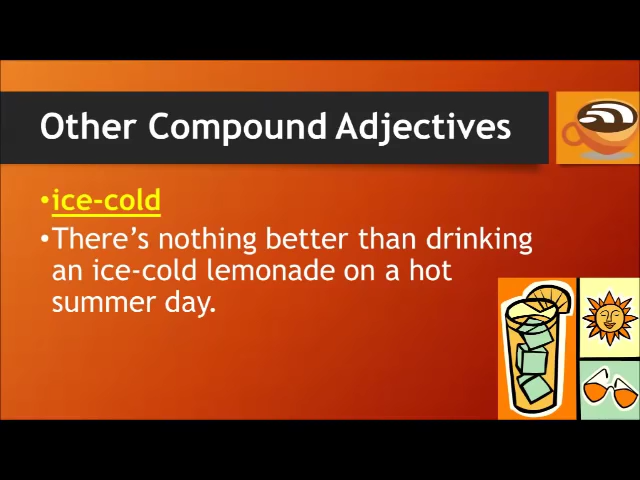 Other Compound Adjectives
•ice-cold
•There’s nothing better than drinking
an ice-cold lemonade on a hot
summer day.